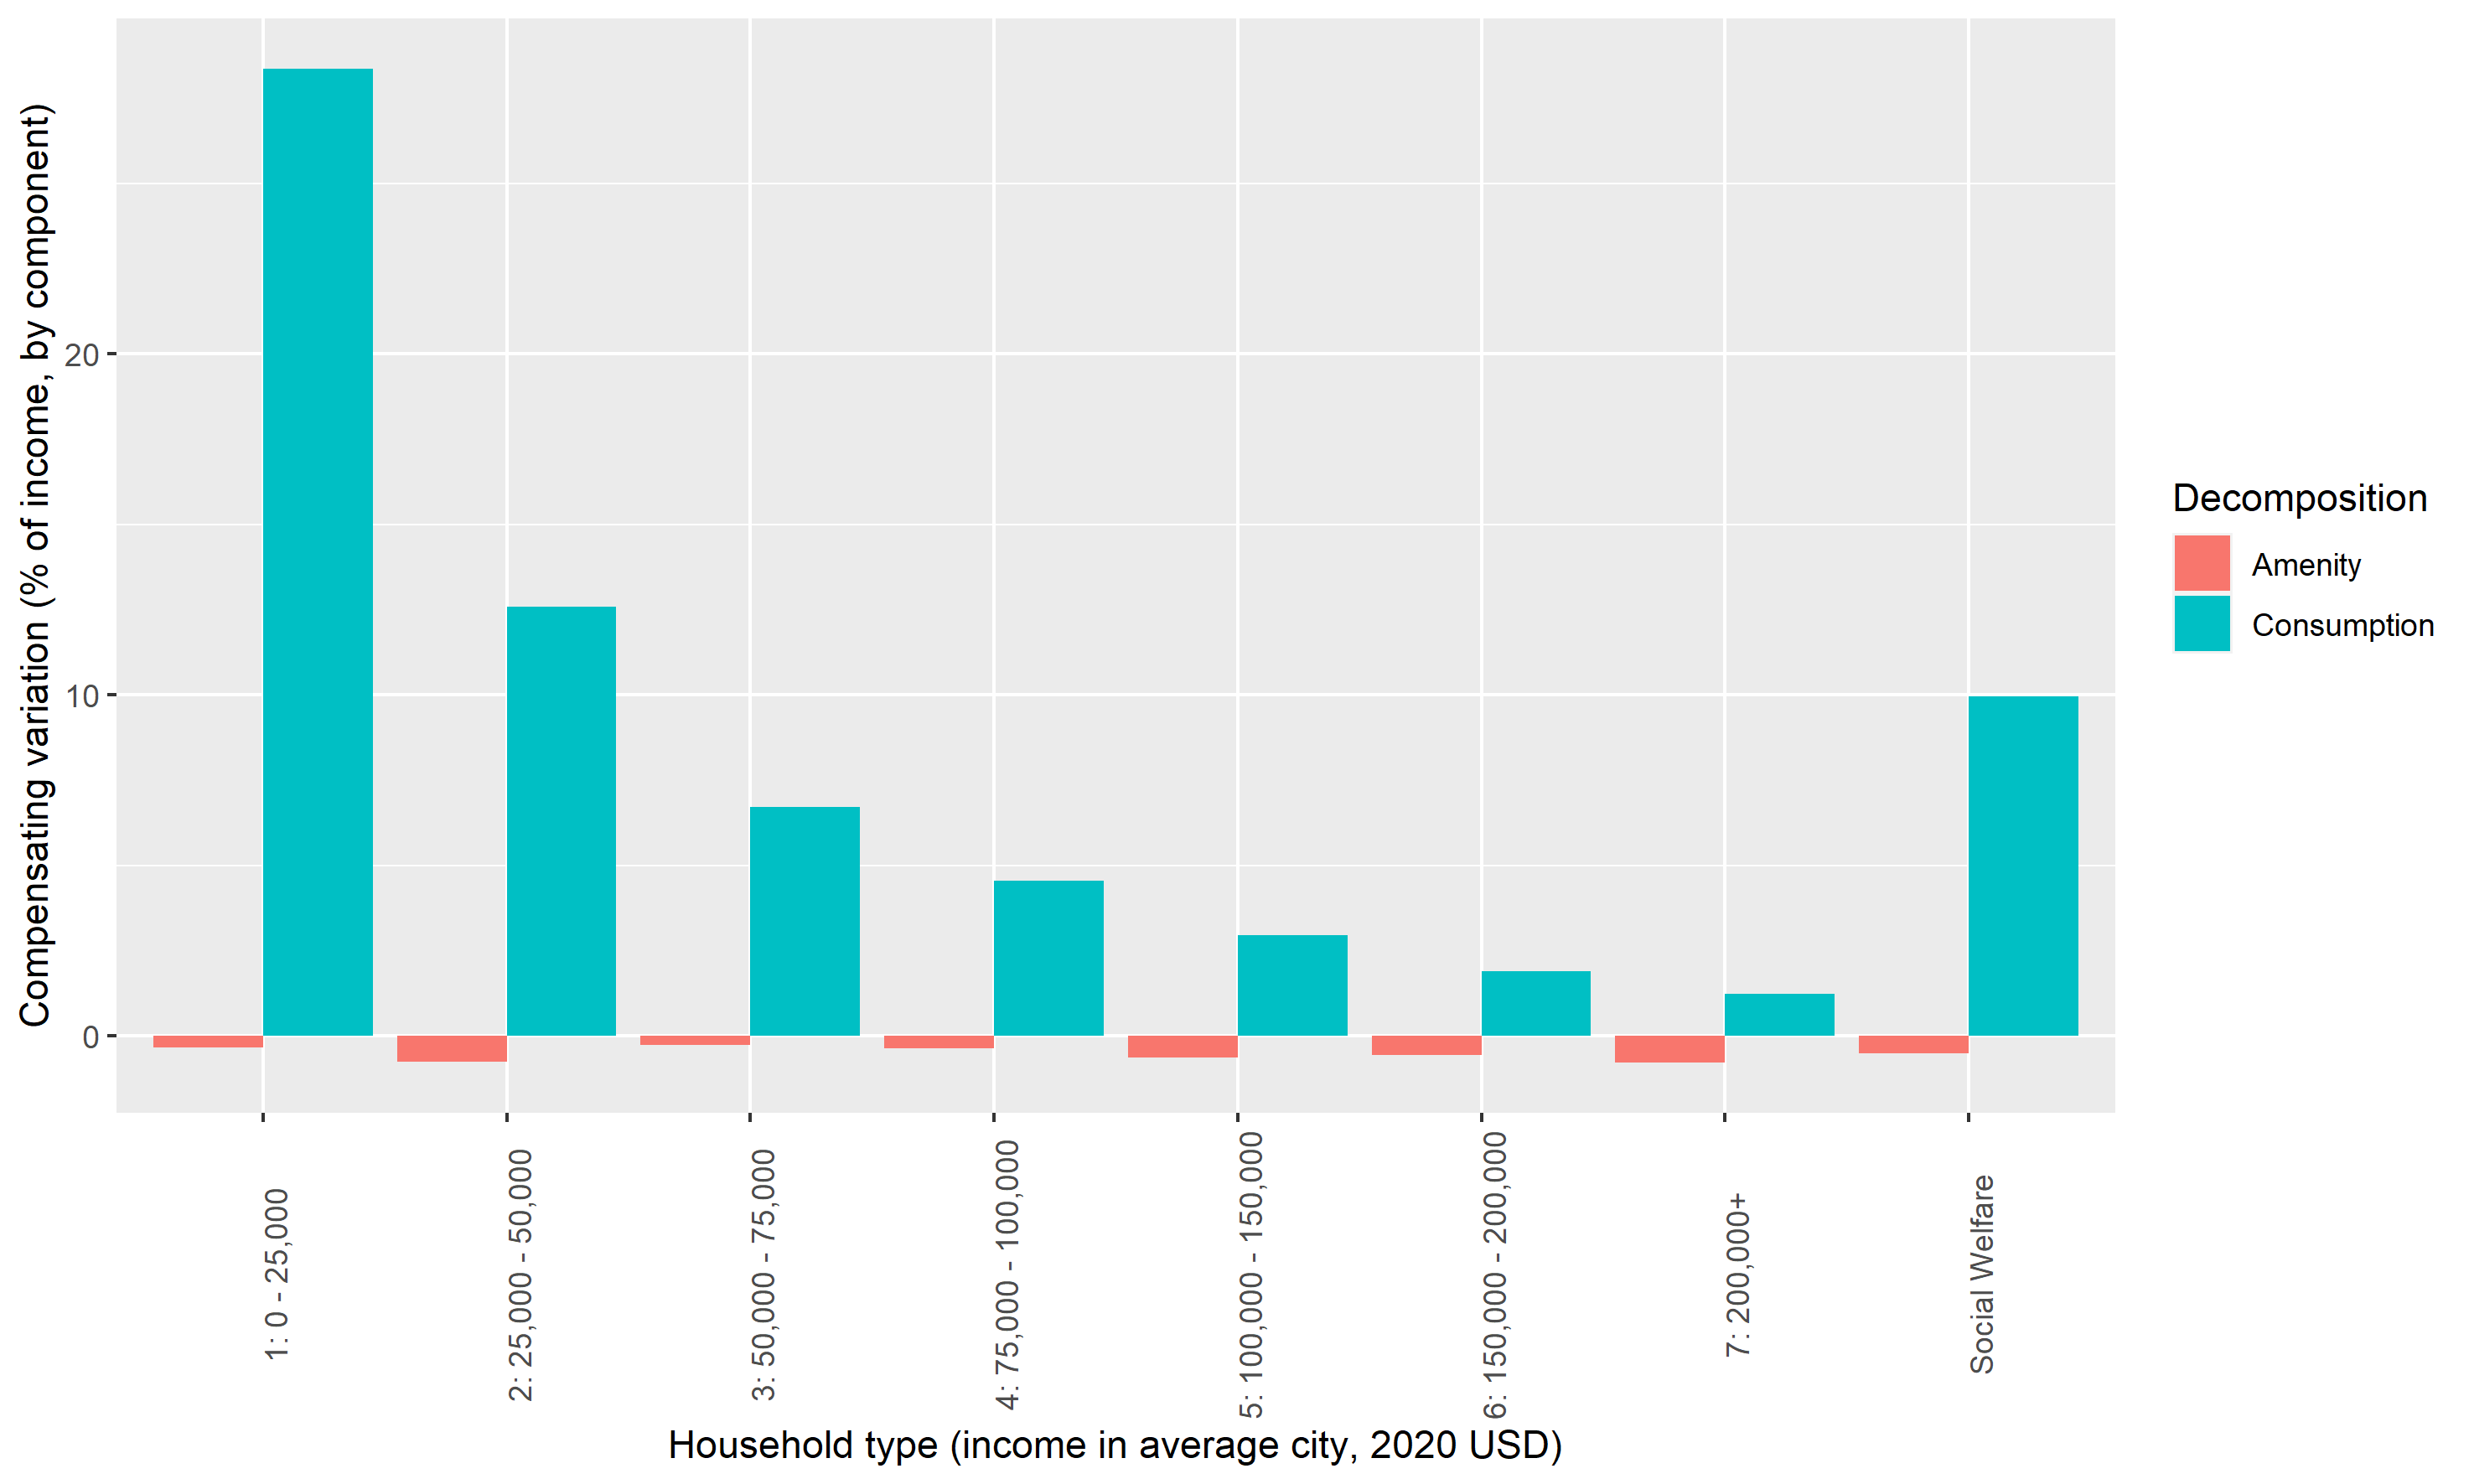 Compensating variation (% of income, by component)
20
10
0
1: 0 - 25,000
2: 25,000 - 50,000
3: 50,000 - 75,000
4: 75,000 - 100,000
5: 100,000 - 150,000
6: 150,000 - 200,000
7: 200,000+
Social Welfare
Household type (income in average city, 2020 USD)
Decomposition
Amenity
Consumption